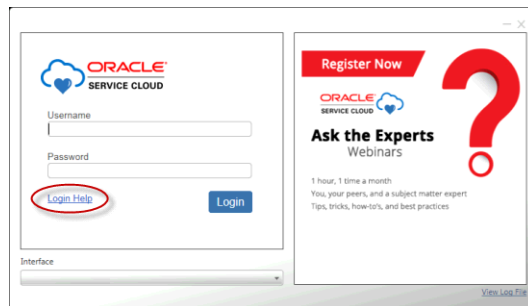 ORACLE
SERVICE CLOUD
Username
Password
Login Help
Login
Interface
Register Now
ORACLE
SERVICE CLOUD
Ask the Experts
Webinars
1 hour, 1 time a month
You, your peers, and a subject matter expert
Tips, tricks, how-to's, and best practices
View Log File